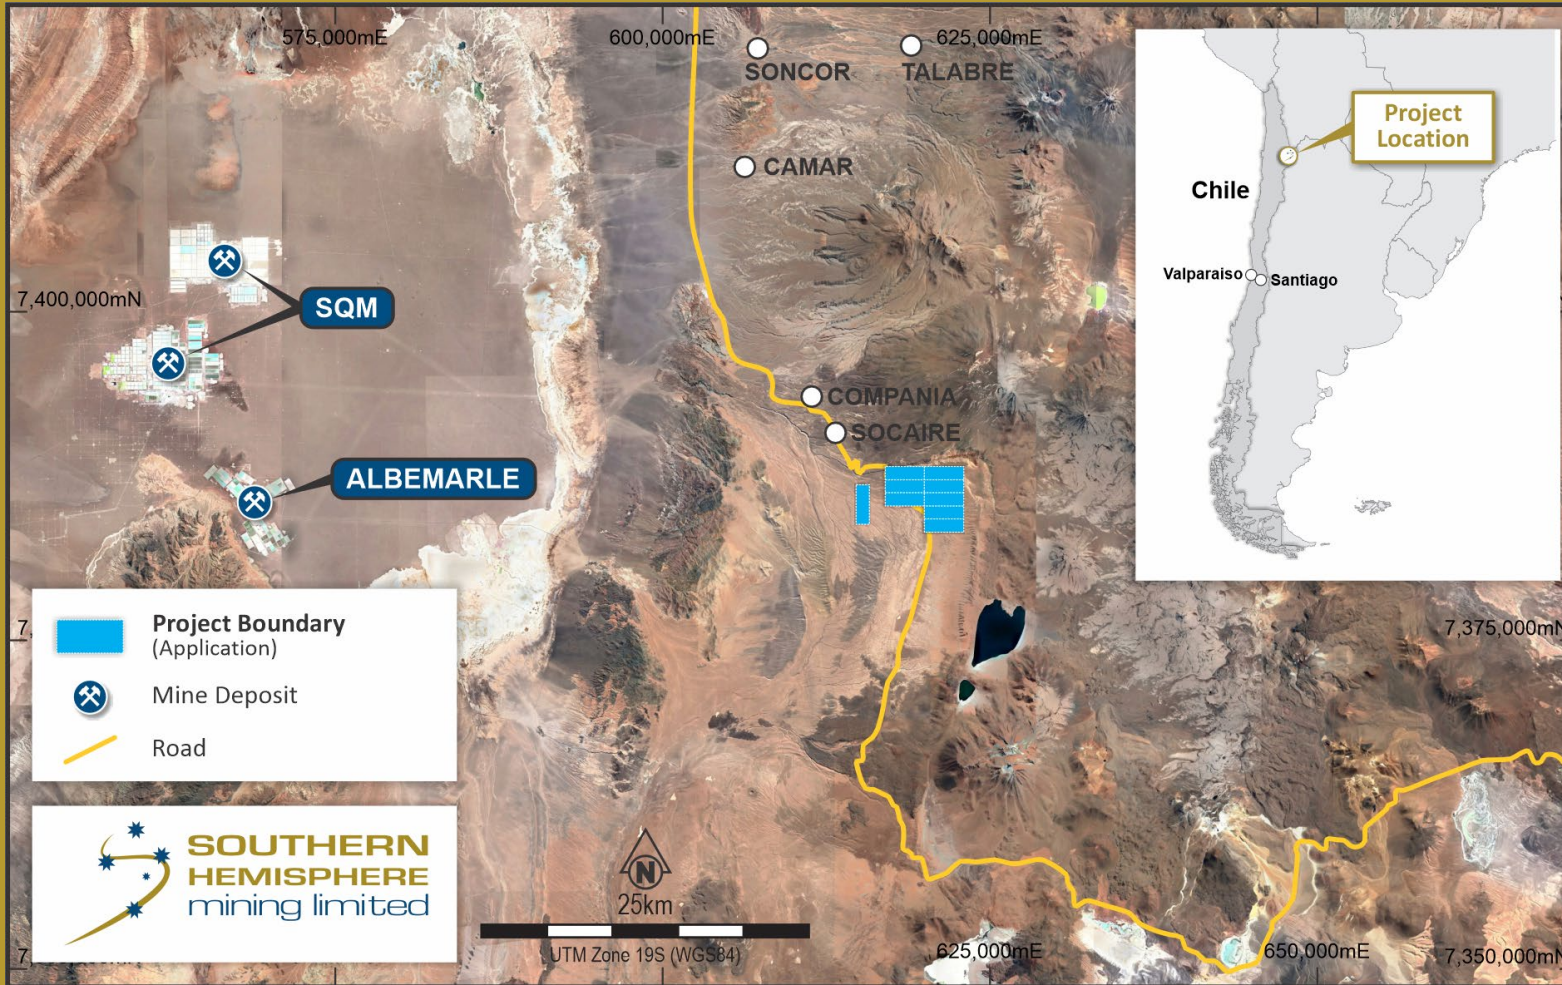 575,000mE
600,000mE
625,000mE
SONCOR
TALABRE
CAMAR
Project
Location
Chile
Valparaiso
Santiago
7,400,000mN
SQM
COMPANIA
SOCAIRE
ALBEMARLE
Project Boundary
(Application)
Mine Deposit
Road
7,375,000mN
SOUTHERN
HEMISPHERE
mining limited
N
25km
UTM Zone 19S (WGS84)
625,000mE
650,000mE
7,350,000mN